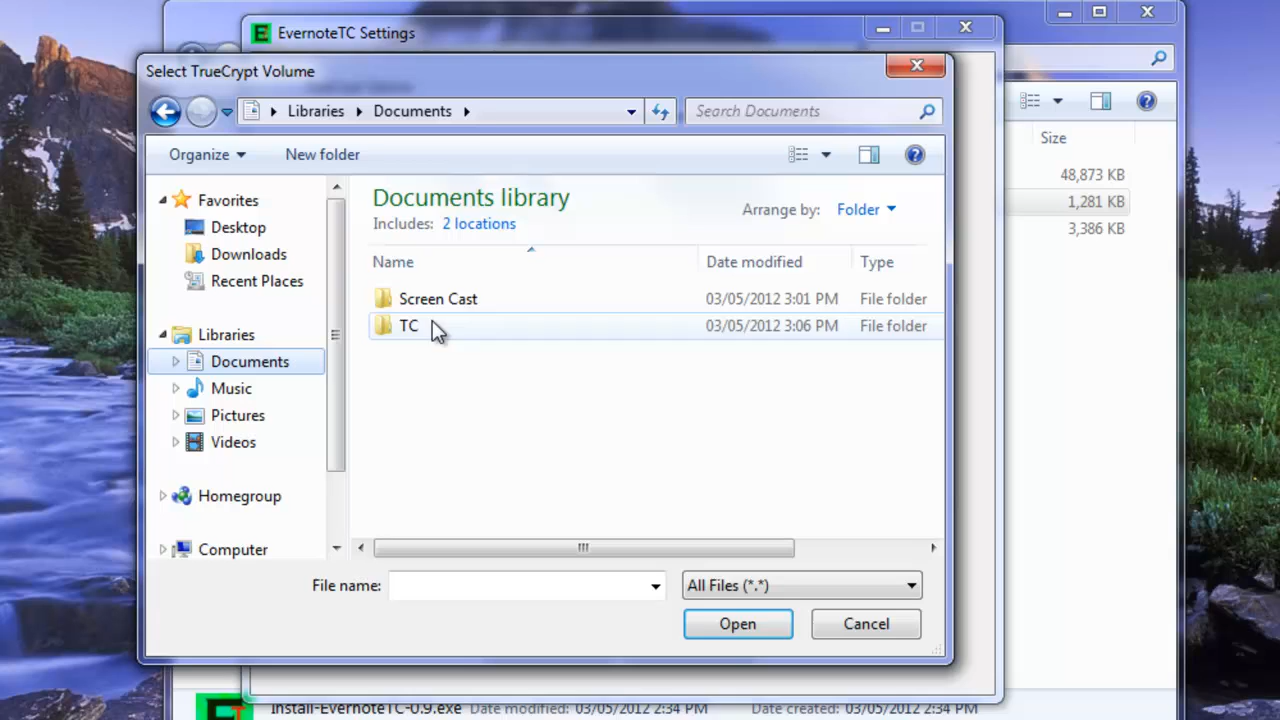 EvernoteTC Settings
Select TrueCrypt Volume
Libraries Documents
Search Documents
Organize New folder
Favorites
Desktop
Downloads
Recent Places
Libraries
Documents
Music
Pictures
Videos
Homegroup
Computer
Documents library
Includes: 2 locations
Arrange by: Folder
Name Date modified Type
Screen Cast 03/05/2012 3:01 PM File folder
TC 03/05/2012 3:06 PM File folder
File name: All Files (*.*)
Open Cancel
Size
48,873 KB
1,281 KB
3,386 KB
Install-EvernoteTC-0.9.exe Date modified: 03/05/2012 2:34 PM Date created: 03/05/2012 2:34 PM